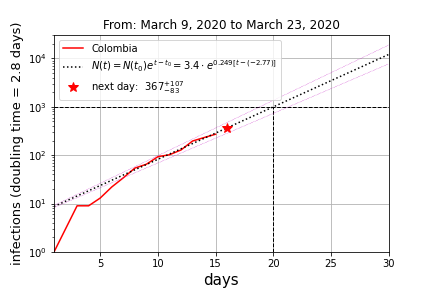 From: March 9, 2020 to March 23, 2020
infections (doubling time = 2.8 days)
Colombia
N(t) = N(t₀)e^{t−t₀} = 3.4 · e^{0.249[t−(−2.77)]}
next day: 367^{+107}_{−83}
10⁴
10³
10²
10¹
10⁰
5 10 15 20 25 30
days